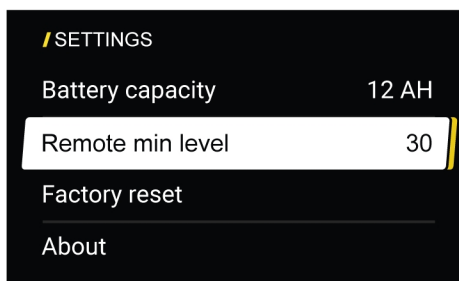 SETTINGS
Battery capacity 12 AH
Remote min level 30
Factory reset
About